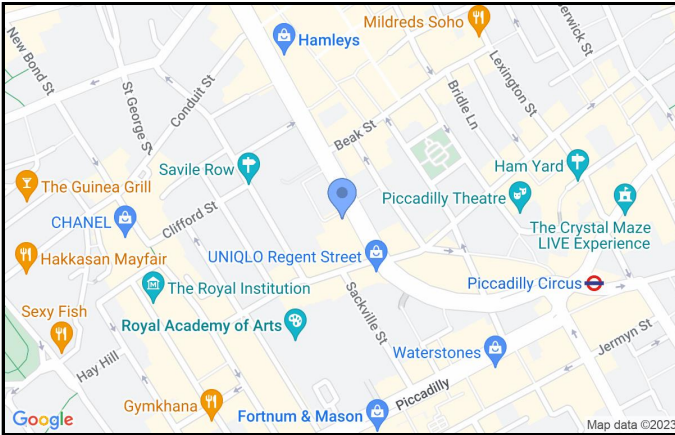 Mildreds Soho
Hamleys
New Bond St
St George St
Conduit St
Lexington St
Bridle Ln
Beak St
Savile Row
Ham Yard
The Guinea Grill
Piccadilly Theatre
CHANEL
Clifford St
The Crystal Maze
LIVE Experience
Hakkasan Mayfair
UNIQLO Regent Street
The Royal Institution
Piccadilly Circus
Sexy Fish
Royal Academy of Arts
Sackville St
Jermyn St
Waterstones
Hay Hill
Piccadilly
Gymkhana
Fortnum & Mason
Google
Map data ©2023